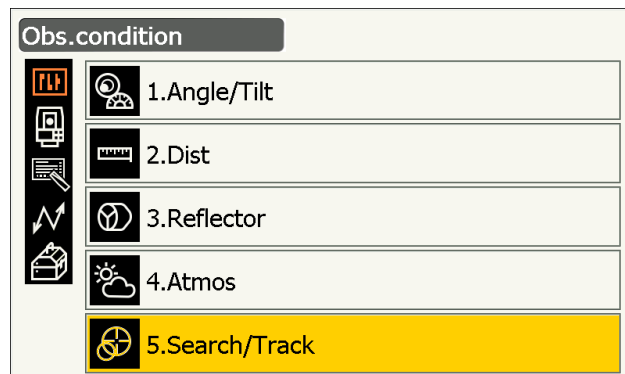 Obs.condition
1.Angle/Tilt
2.Dist
3.Reflector
4.Atmos
5.Search/Track